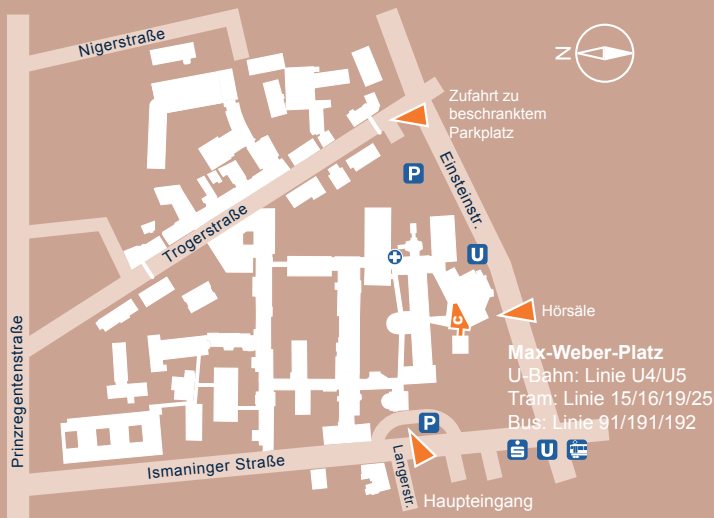 Nigerstraße
N
Zufahrt zu
beschranktem
Parkplatz
P
Einsteinstr.
Trogerstraße
U
C
Hörsäle
Prinzregentenstraße
Max-Weber-Platz
U-Bahn: Linie U4/U5
Tram: Linie 15/16/19/25
Bus: Linie 91/191/192
P
S U
Ismaninger Straße
Langerstr.
Haupteingang